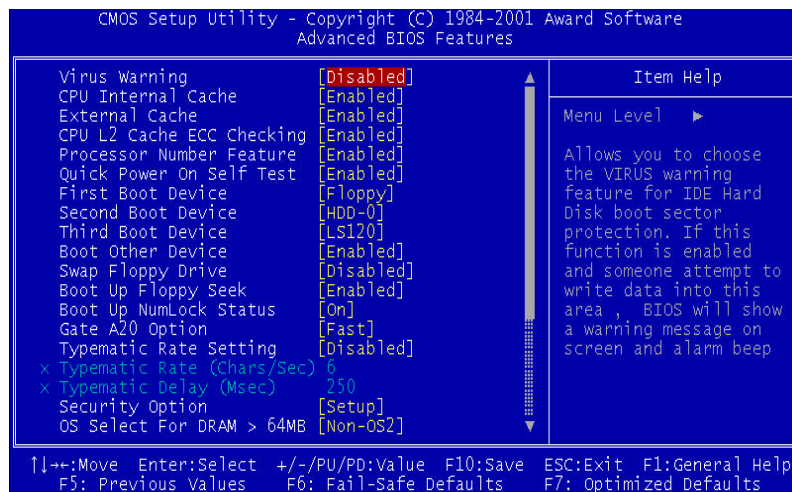 CMOS Setup Utility - Copyright (C) 1984-2001 Award Software
Advanced BIOS Features
Virus Warning [Disabled]
CPU Internal Cache [Enabled]
External Cache [Enabled]
CPU L2 Cache ECC Checking [Enabled]
Processor Number Feature [Enabled]
Quick Power On Self Test [Enabled]
First Boot Device [Floppy]
Second Boot Device [HDD-0]
Third Boot Device [LS120]
Boot Other Device [Enabled]
Swap Floppy Drive [Disabled]
Boot Up Floppy Seek [Enabled]
Boot Up NumLock Status [On]
Gate A20 Option [Fast]
Typematic Rate Setting [Disabled]
x Typematic Rate (Chars/Sec) 6
x Typematic Delay (Msec) 250
Security Option [Setup]
OS Select For DRAM > 64MB [Non-OS2]
Item Help
Menu Level ▶
Allows you to choose
the VIRUS warning
feature for IDE Hard
Disk boot sector
protection. If this
function is enabled
and someone attempt to
write data into this
area , BIOS will show
a warning message on
screen and alarm beep
↑↓→←:Move Enter:Select +/-/PU/PD:Value F10:Save ESC:Exit F1:General Help
F5: Previous Values F6: Fail-Safe Defaults F7: Optimized Defaults